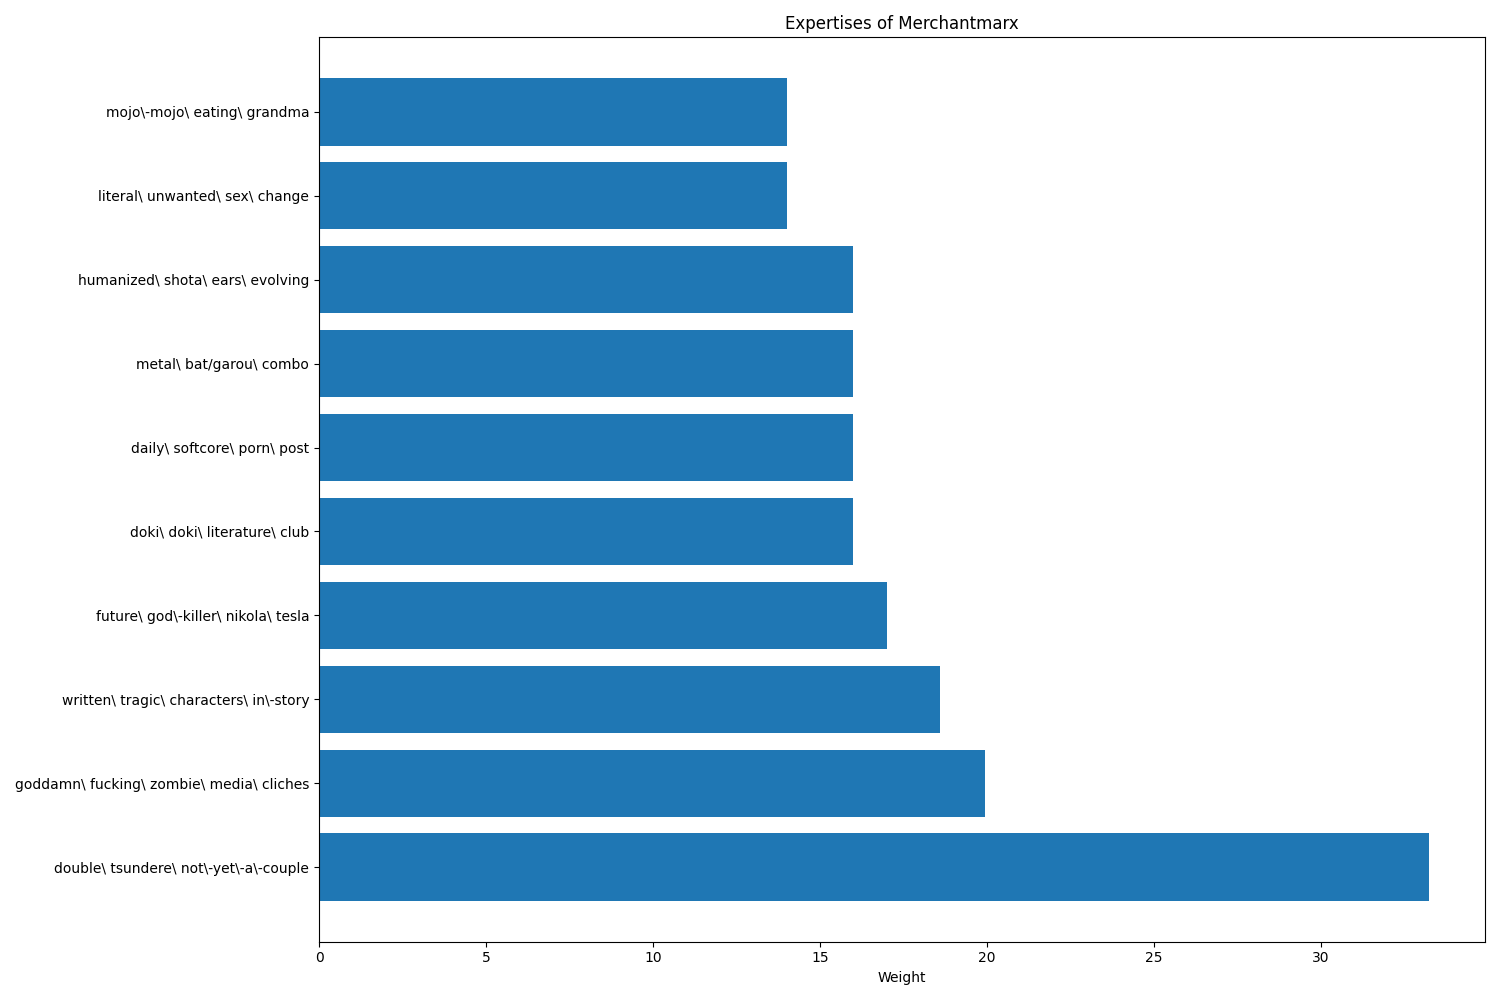 Expertises of Merchantmarx
mojo\-mojo\ eating\ grandma
literal\ unwanted\ sex\ change
humanized\ shota\ ears\ evolving
metal\ bat/garou\ combo
daily\ softcore\ porn\ post
doki\ doki\ literature\ club
future\ god\-killer\ nikola\ tesla
written\ tragic\ characters\ in\-story
goddamn\ fucking\ zombie\ media\ cliches
double\ tsundere\ not\-yet\-a\-couple
0 5 10 15 20 25 30
Weight